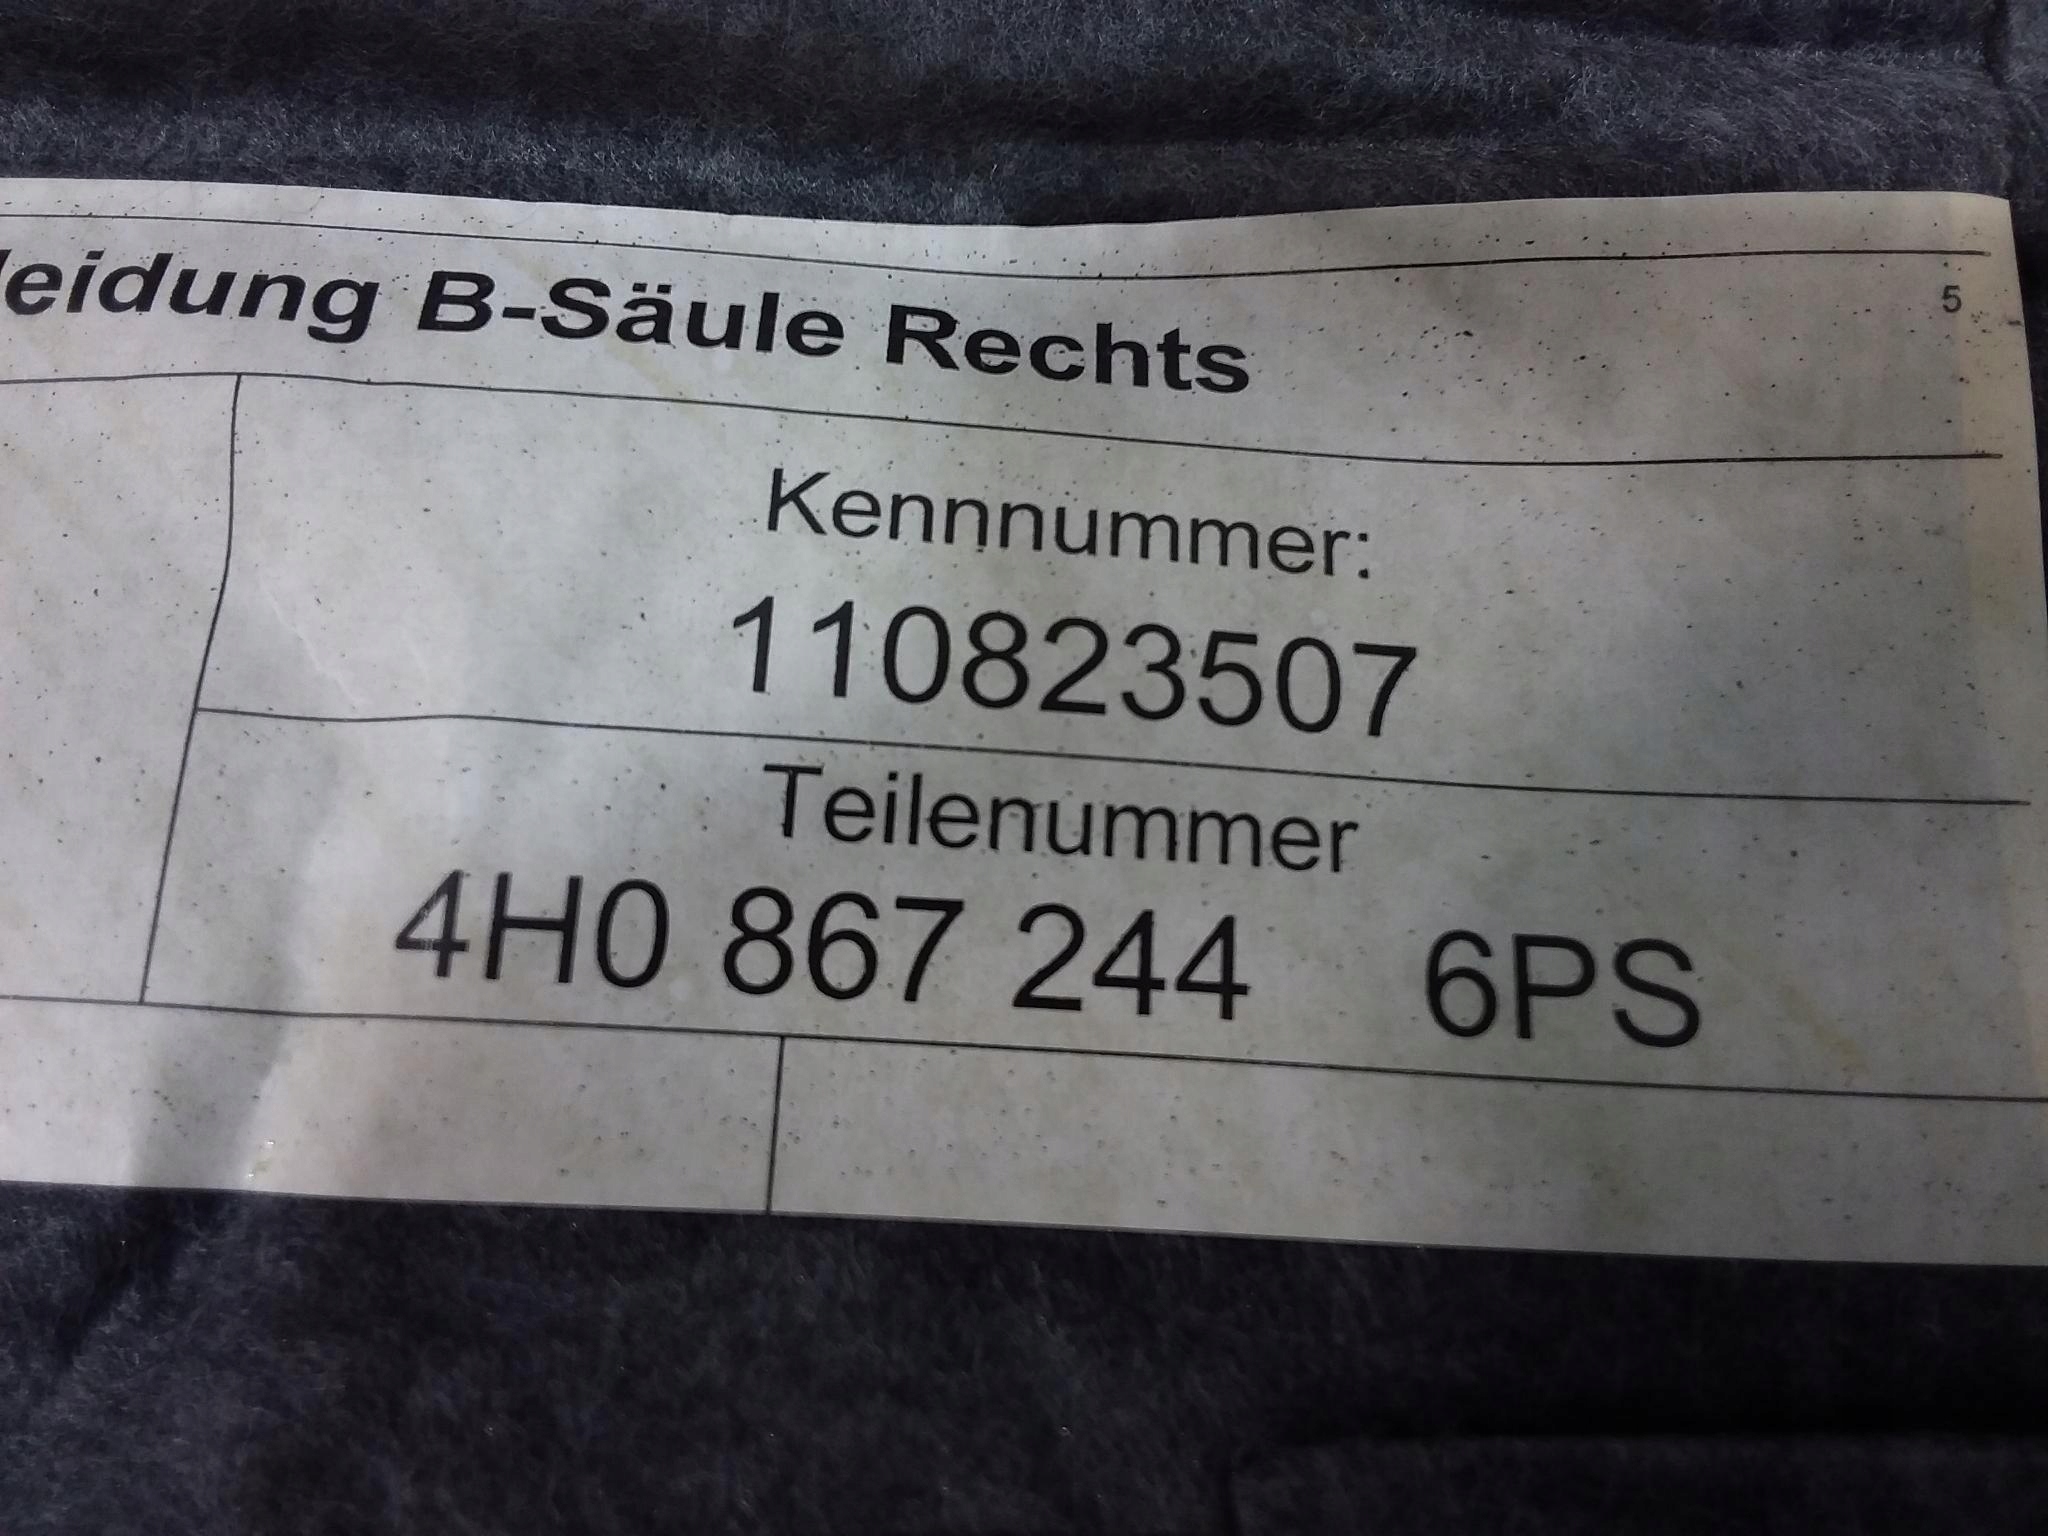 leidung B-Säule Rechts
5
Kennnummer:
110823507
Teilenummer
4H0 867 244 6PS